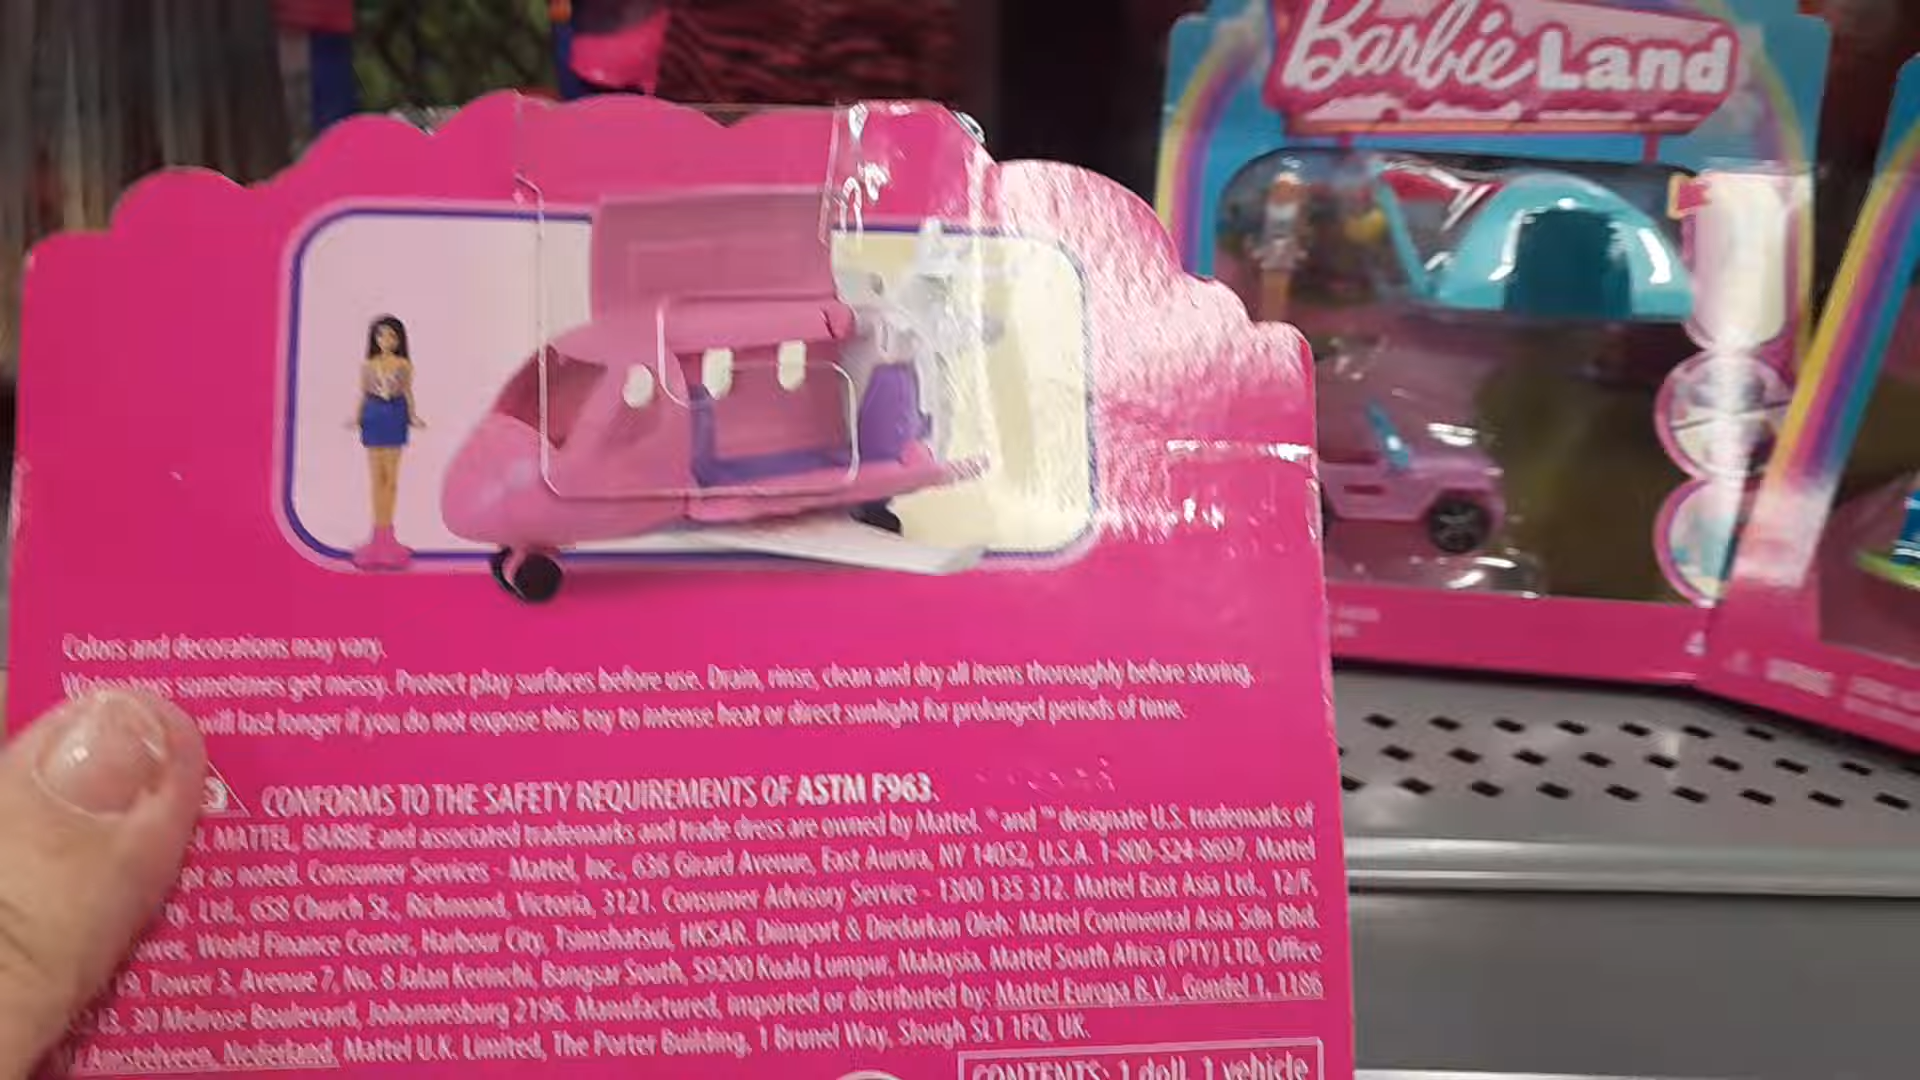 BarbieLand
Colors and decorations may vary.
sometimes get messy. Protect play surfaces before use. Drain, rinse, clean and dry all items thoroughly before storing.
will last longer if you do not expose this toy to intense heat or direct sunlight for prolonged periods of time.
CONFORMS TO THE SAFETY REQUIREMENTS OF ASTM F963.
MATTEL, BARBIE and associated trademarks and trade dress are owned by Mattel. ® and ™ designate U.S. trademarks of
pt as noted. Consumer Services - Mattel, Inc., 636 Girard Avenue, East Aurora, NY 14052, U.S.A. 1-800-524-8697. Mattel
ty. Ltd., 658 Church St., Richmond, Victoria, 3121. Consumer Advisory Service - 1300 135 312. Mattel East Asia Ltd., 12/F,
ower, World Finance Center, Harbour City, Tsimshatsui, HKSAR. Diimport & Diedarkan Oleh: Mattel Continental Asia Sdn Bhd.
Tower 3, Avenue 7, No. 8 Jalan Kerinchi, Bangsar South, 59200 Kuala Lumpur, Malaysia. Mattel South Africa (PTY) LTD, Office
13, 30 Melrose Boulevard, Johannesburg 2196. Manufactured, imported or distributed by: Mattel Europa B.V., Gondel 1, 1186
Amstelveen, Nederland. Mattel U.K. Limited, The Porter Building, 1 Brunel Way, Slough SL1 1FQ, UK.
CONTENTS: 1 doll, 1 vehicle